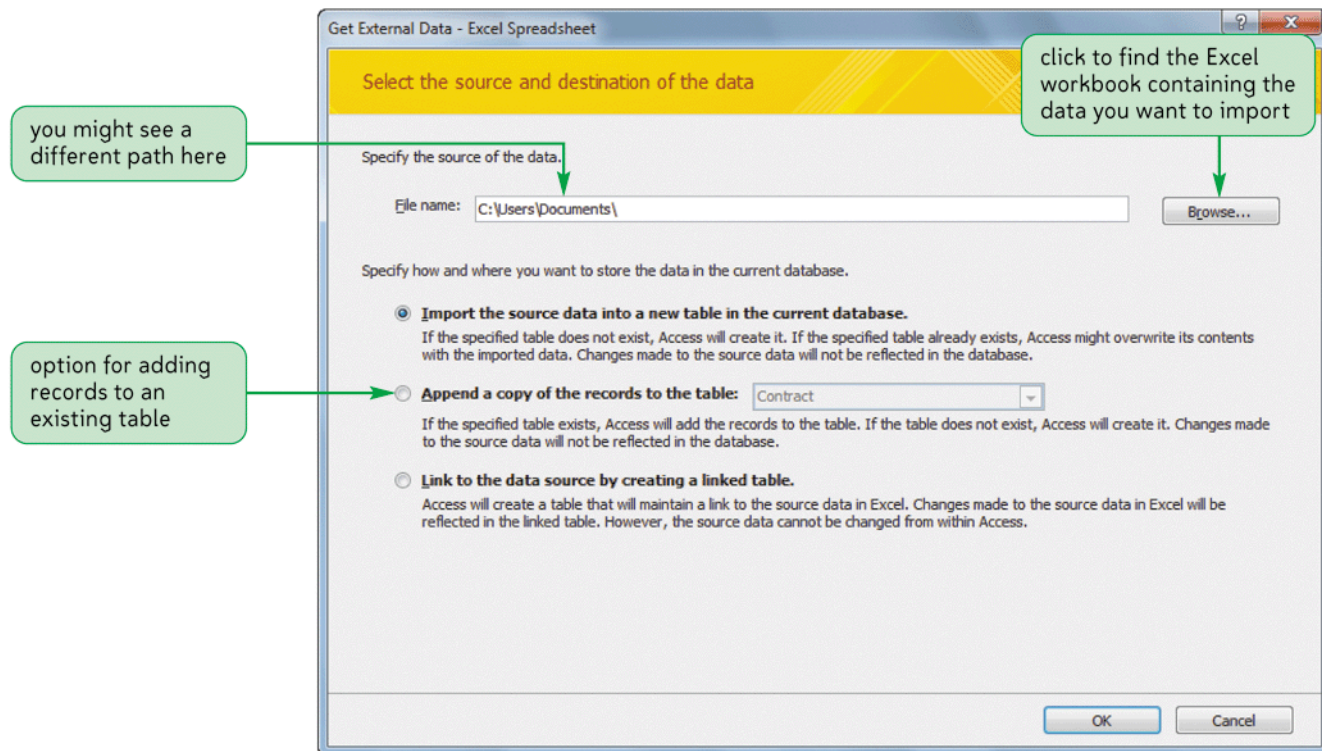 Get External Data - Excel Spreadsheet
?
X
Select the source and destination of the data
click to find the Excel
workbook containing the
data you want to import
you might see a
different path here
Specify the source of the data.
File name:
C:\Users\Documents\
Browse...
Specify how and where you want to store the data in the current database.
Import the source data into a new table in the current database.
If the specified table does not exist, Access will create it. If the specified table already exists, Access might overwrite its contents
with the imported data. Changes made to the source data will not be reflected in the database.
option for adding
records to an
existing table
Append a copy of the records to the table:
Contract
If the specified table exists, Access will add the records to the table. If the table does not exist, Access will create it. Changes made
to the source data will not be reflected in the database.
Link to the data source by creating a linked table.
Access will create a table that will maintain a link to the source data in Excel. Changes made to the source data in Excel will be
reflected in the linked table. However, the source data cannot be changed from within Access.
OK
Cancel